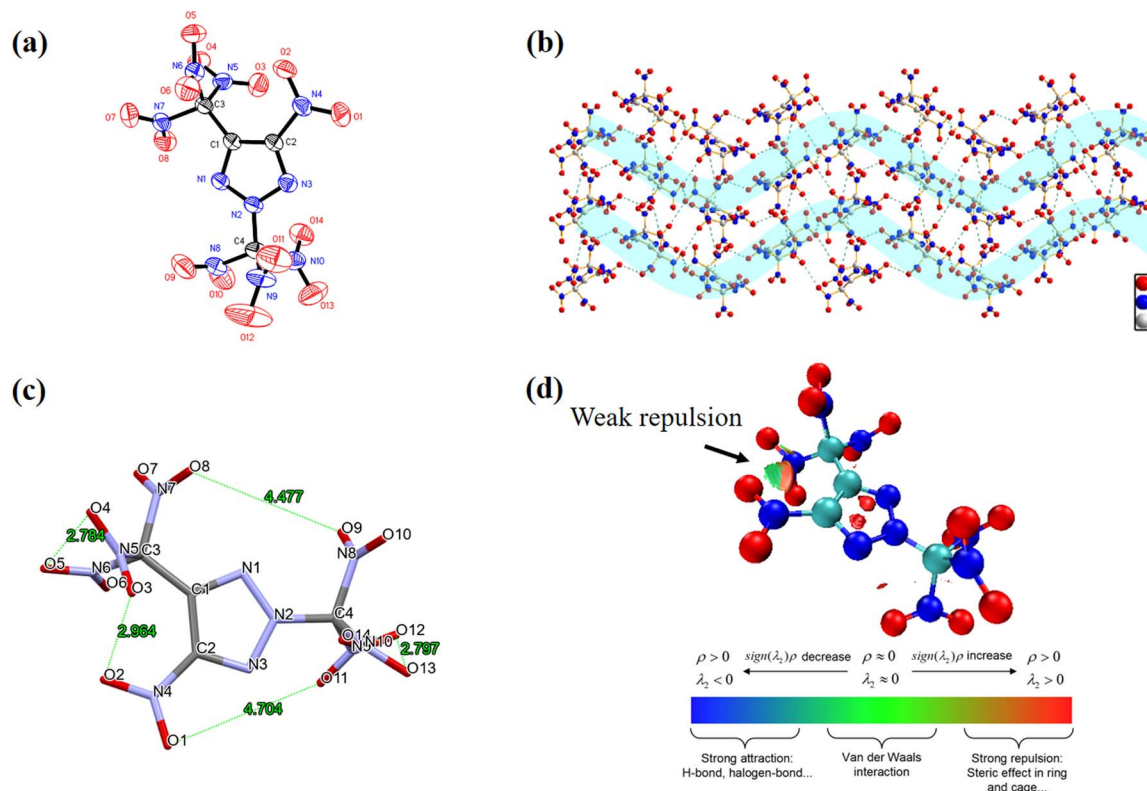 (a)
O5
O4
N6
N5
O3
O2
O6
C3
N4
O7
N7
O1
O8
C1
C2
N1
N3
N2
O14
C4
O11
O9
N8
N10
O10
N9
O13
O12
(b)
(c)
O7
O8
N7
O4
4.477
2.784
O9
O10
N5
C3
N8
O5
N6
O6
O3
N1
C1
N2
C4
2.964
O14
N10
O12
N9
2.797
C2
N3
O13
O2
N4
O11
4.704
O1
(d)
Weak repulsion
ρ > 0 sign(λ₂)ρ decrease ρ ≈ 0 sign(λ₂)ρ increase ρ > 0
λ₂ < 0 λ₂ ≈ 0 λ₂ > 0
Strong attraction: Van der Waals Strong repulsion:
H-bond, halogen-bond... interaction Steric effect in ring
and cage...